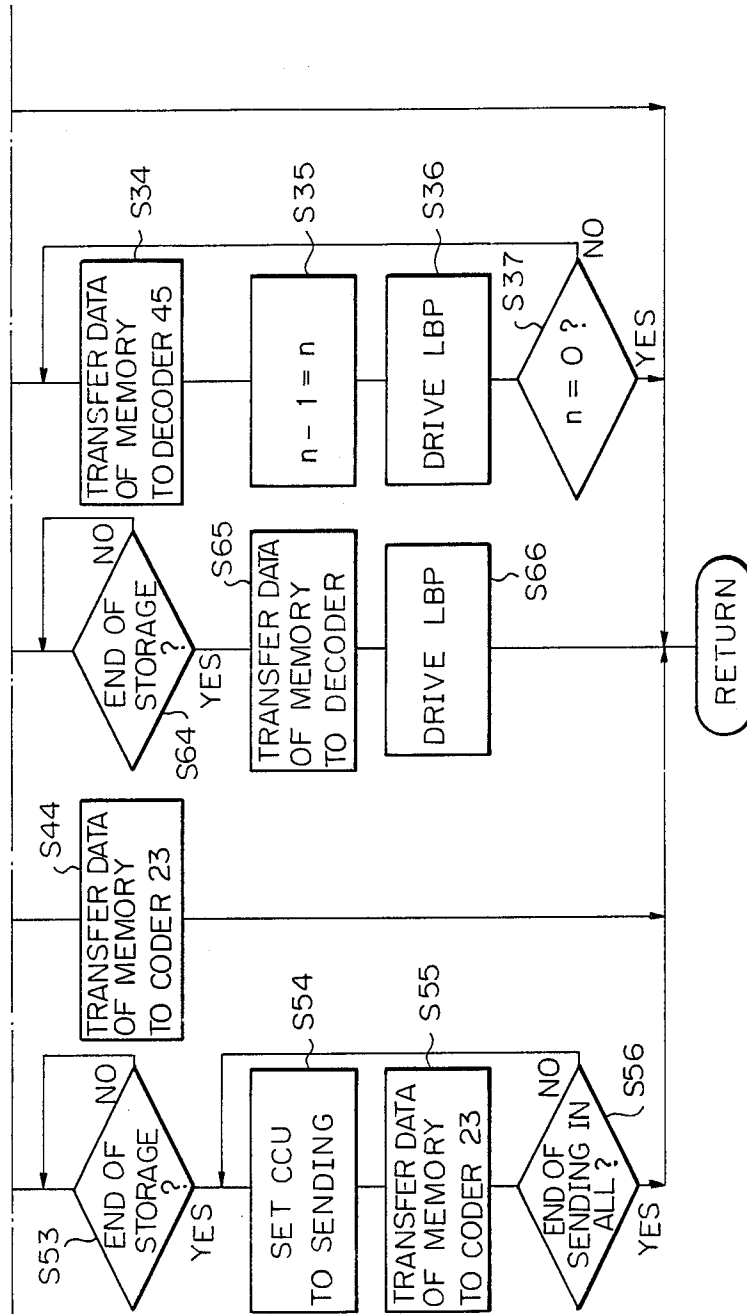 S53
END OF
STORAGE
?
NO
YES
S54
SET CCU
TO SENDING
S55
TRANSFER DATA
OF MEMORY
TO CODER 23
S56
END OF
SENDING IN
ALL ?
NO
YES
S44
TRANSFER DATA
OF MEMORY
TO CODER 23
S64
END OF
STORAGE
?
NO
YES
S65
TRANSFER DATA
OF MEMORY
TO DECODER
S66
DRIVE LBP
S34
TRANSFER DATA
OF MEMORY
TO DECODER 45
S35
n - 1 = n
S36
DRIVE LBP
S37
n = 0 ?
NO
YES
RETURN